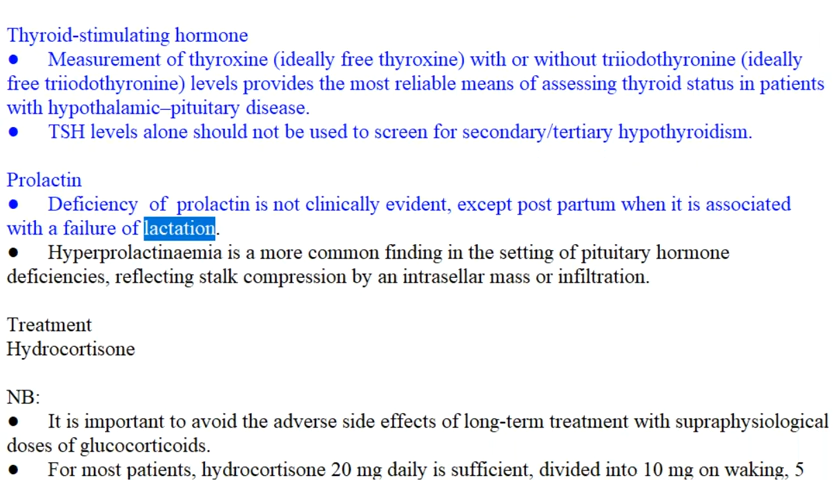 Thyroid-stimulating hormone
● Measurement of thyroxine (ideally free thyroxine) with or without triiodothyronine (ideally
free triiodothyronine) levels provides the most reliable means of assessing thyroid status in patients
with hypothalamic–pituitary disease.
● TSH levels alone should not be used to screen for secondary/tertiary hypothyroidism.
Prolactin
● Deficiency of prolactin is not clinically evident, except post partum when it is associated
with a failure of lactation.
● Hyperprolactinaemia is a more common finding in the setting of pituitary hormone
deficiencies, reflecting stalk compression by an intrasellar mass or infiltration.
Treatment
Hydrocortisone
NB:
● It is important to avoid the adverse side effects of long-term treatment with supraphysiological
doses of glucocorticoids.
● For most patients, hydrocortisone 20 mg daily is sufficient, divided into 10 mg on waking, 5